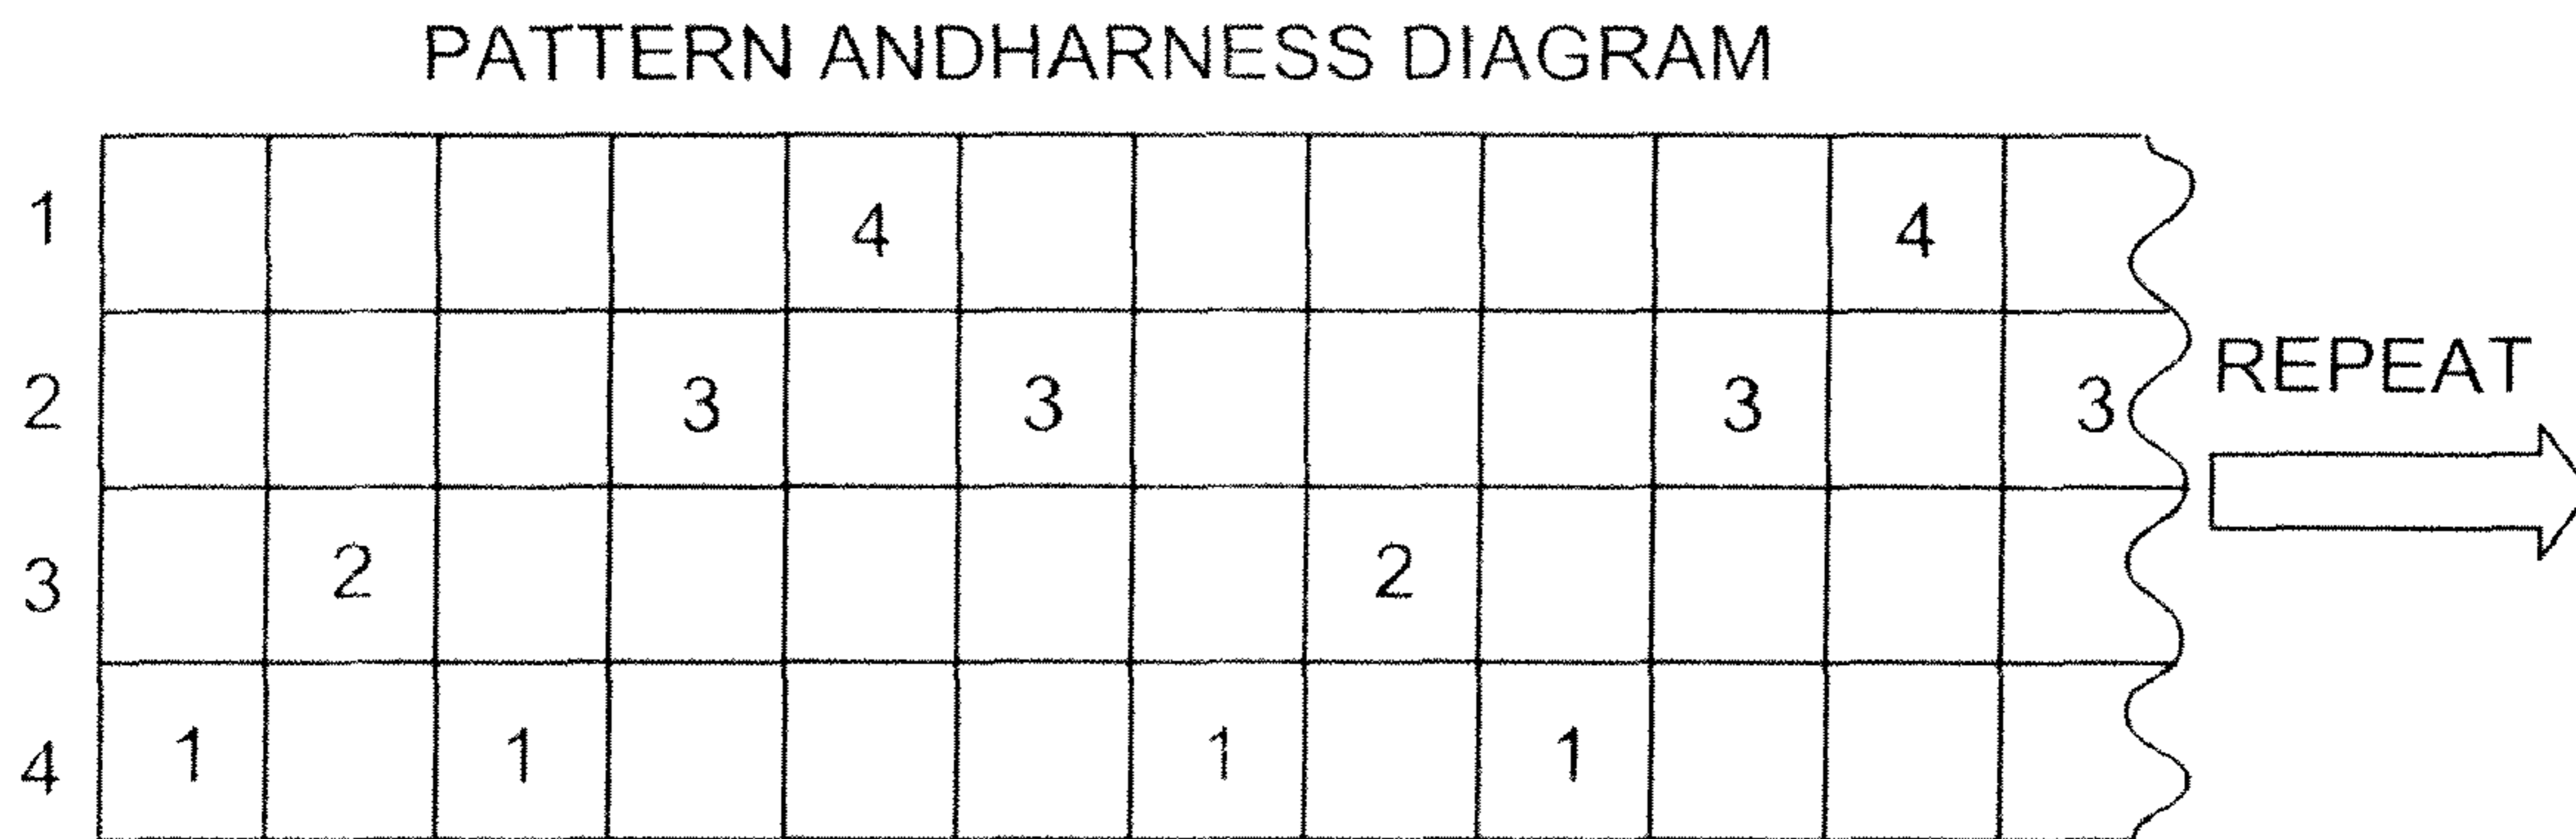 PATTERN ANDHARNESS DIAGRAM
1 4 4
2 3 3 3 3
REPEAT
3 2 2
4 1 1 1 1